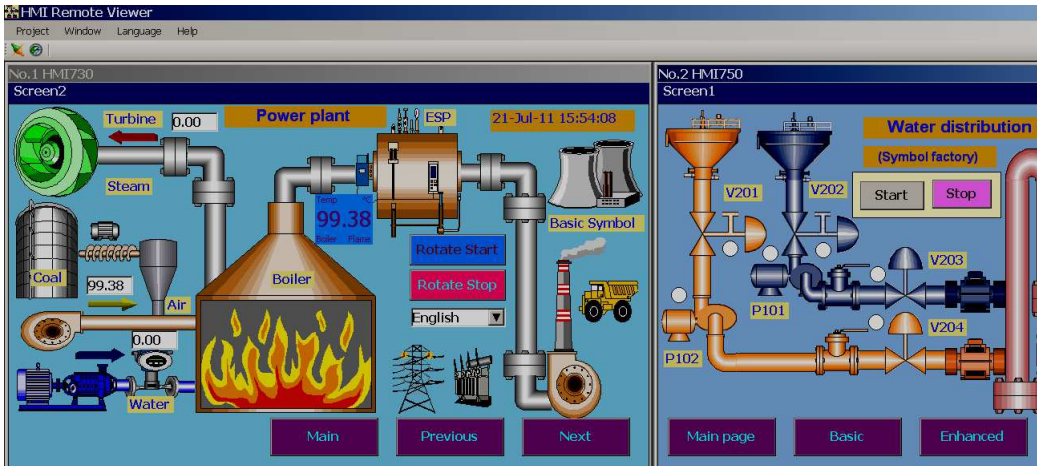 HMI Remote Viewer
Project Window Language Help
No.1 HMI730
Screen2
Turbine
0.00
Power plant
ESP
21-Jul-11 15:54:08
Steam
Temp °C
99.38
Boiler Flame
Basic Symbol
Rotate Start
Coal
99.38
Boiler
Rotate Stop
Air
English
0.00
Water
Main
Previous
Next
No.2 HMI750
Screen1
Water distribution
(Symbol factory)
V201
V202
Start
Stop
V203
P101
V204
P102
Main page
Basic
Enhanced